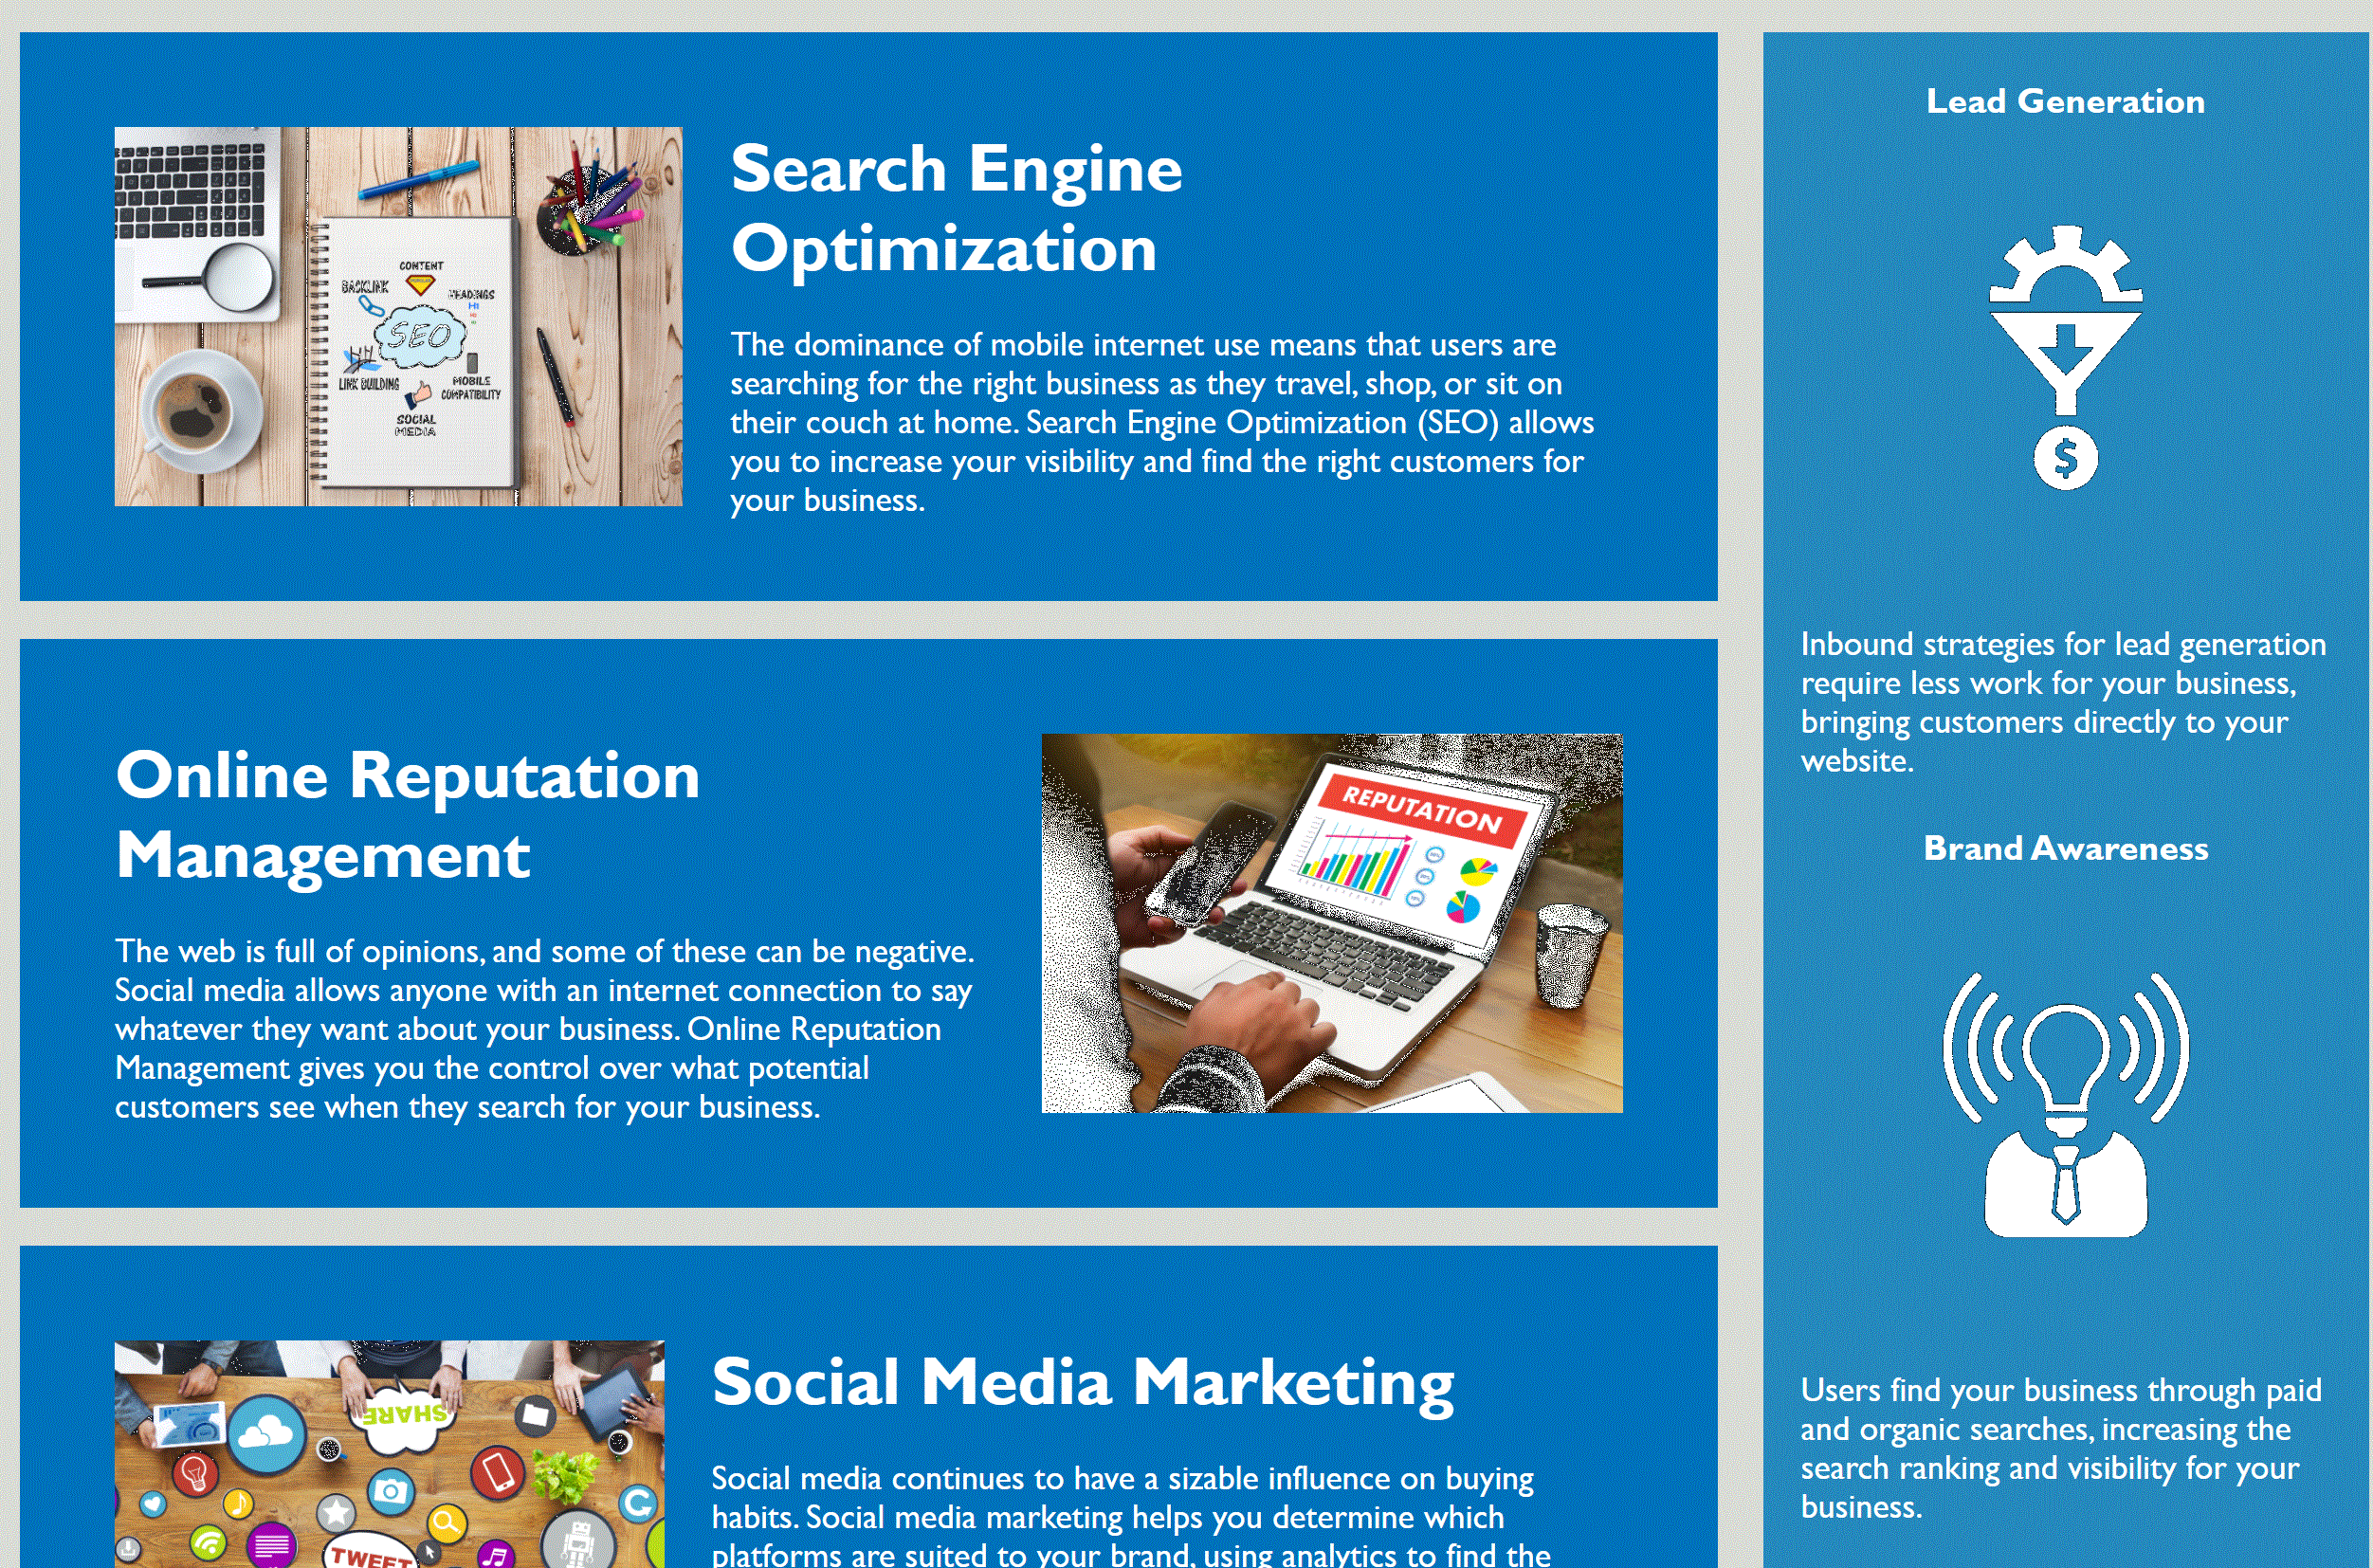 Search Engine
Optimization
The dominance of mobile internet use means that users are
searching for the right business as they travel, shop, or sit on
their couch at home. Search Engine Optimization (SEO) allows
you to increase your visibility and find the right customers for
your business.
CONTENT
BACKLINK
HEADINGS
H1
SEO
LINK BUILDING
MOBILE
COMPATIBILITY
SOCIAL
MEDIA
Online Reputation
Management
The web is full of opinions, and some of these can be negative.
Social media allows anyone with an internet connection to say
whatever they want about your business. Online Reputation
Management gives you the control over what potential
customers see when they search for your business.
REPUTATION
Social Media Marketing
Social media continues to have a sizable influence on buying
habits. Social media marketing helps you determine which
platforms are suited to your brand, using analytics to find the
SHARE
TWEET
Lead Generation
$
Inbound strategies for lead generation
require less work for your business,
bringing customers directly to your
website.
Brand Awareness
Users find your business through paid
and organic searches, increasing the
search ranking and visibility for your
business.